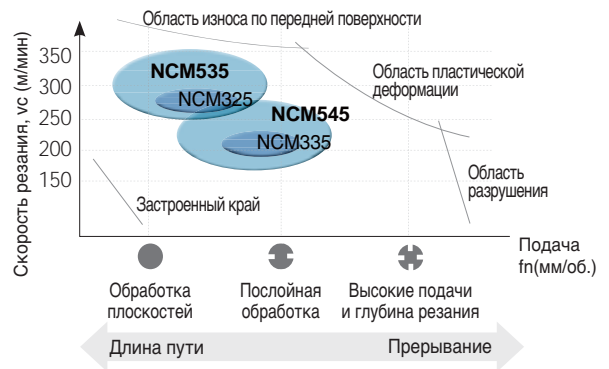 Область износа по передней поверхности
Скорость резания, vc (м/мин)
350
300
250
200
150
NCM535
NCM325
NCM545
NCM335
Область пластической
деформации
Область
разрушения
Застроенный край
Подача
fn(мм/об.)
Обработка
плоскостей
Послойная
обработка
Высокие подачи
и глубина резания
Длина пути
Прерывание